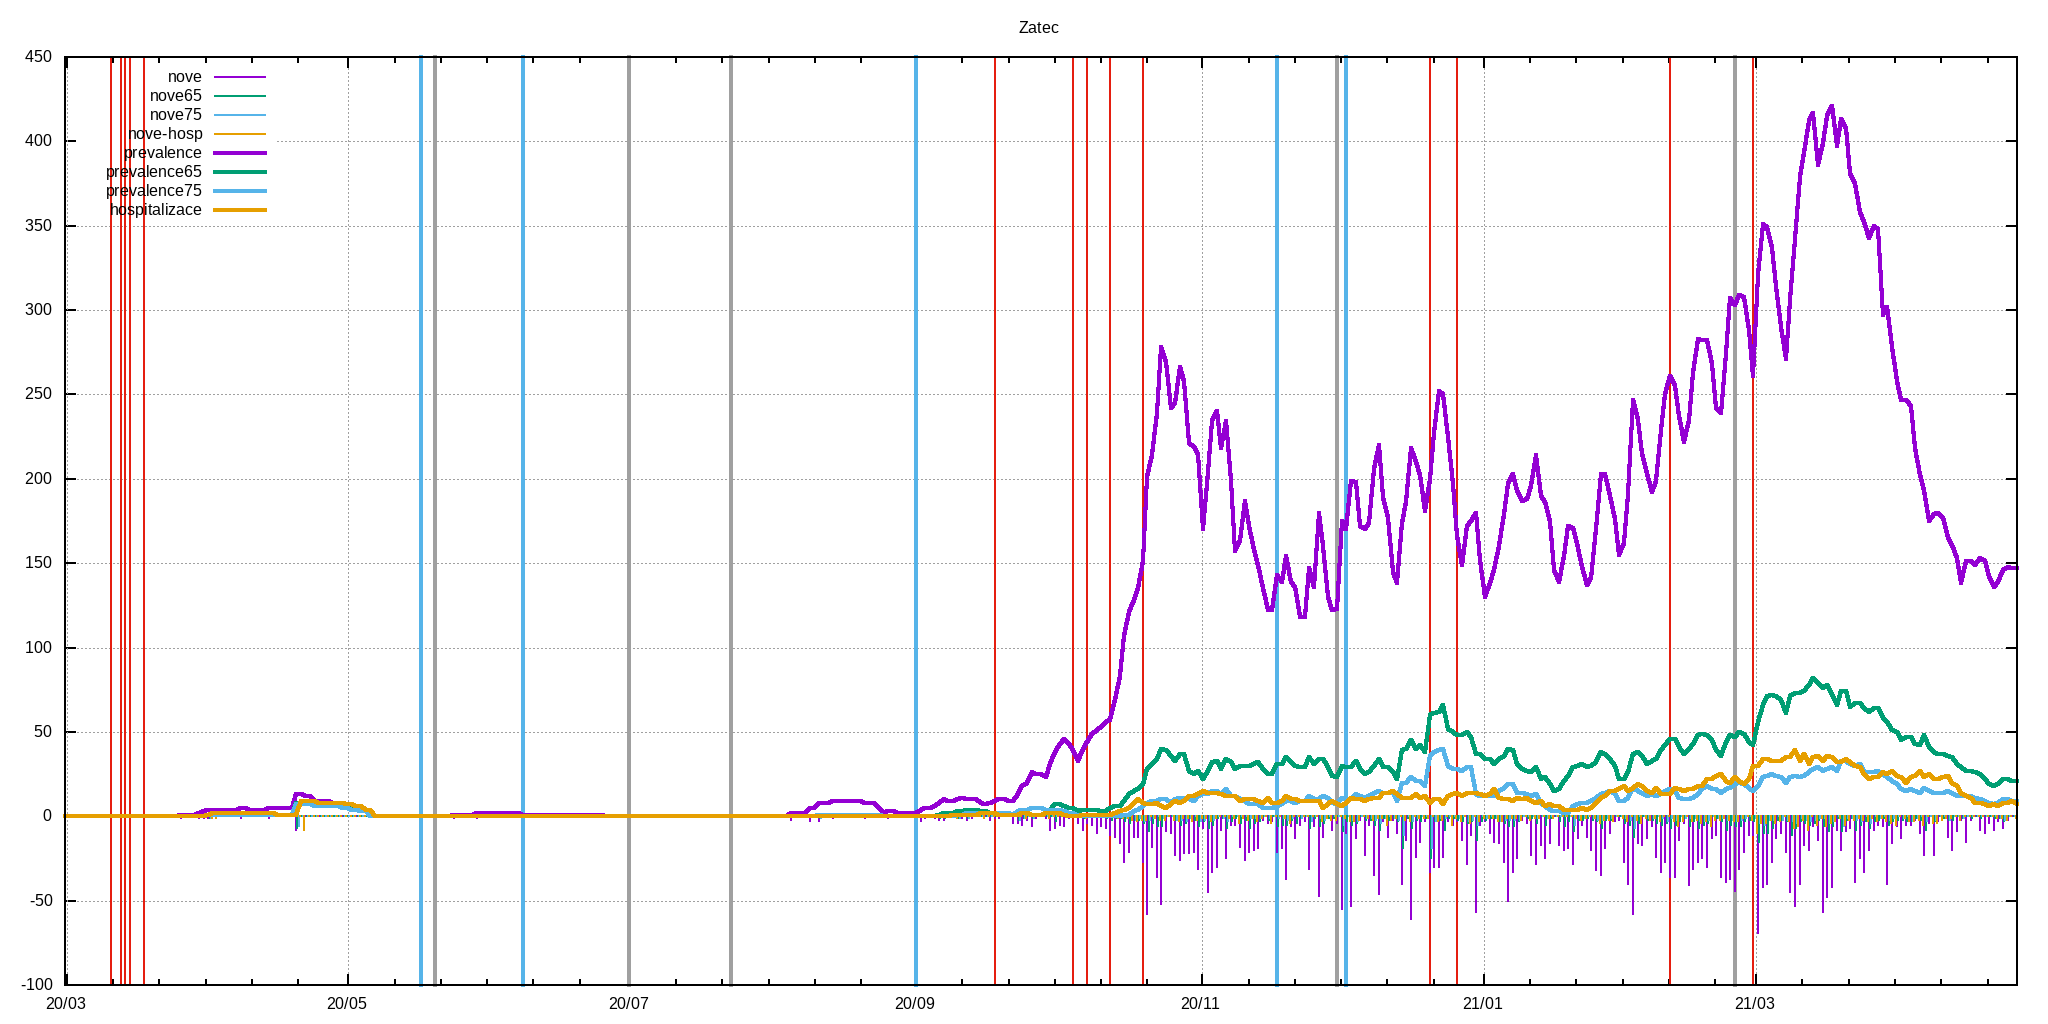 Zatec
450
400
350
300
250
200
150
100
50
0
-50
-100
nove
nove65
nove75
nove-hosp
prevalence
prevalence65
prevalence75
hospitalizace
20/03 20/05 20/07 20/09 20/11 21/01 21/03